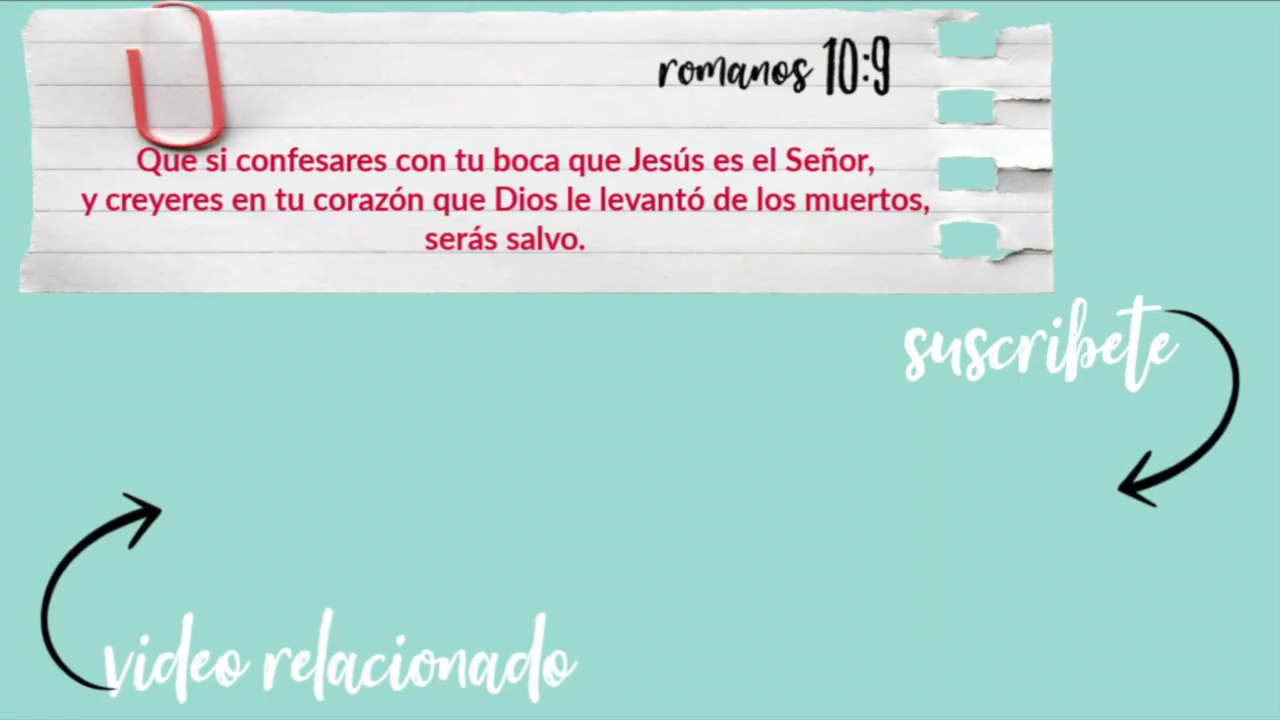 romanos 10:9
Que si confesares con tu boca que Jesús es el Señor,
y creyeres en tu corazón que Dios le levantó de los muertos,
serás salvo.
suscribete
video relacionado